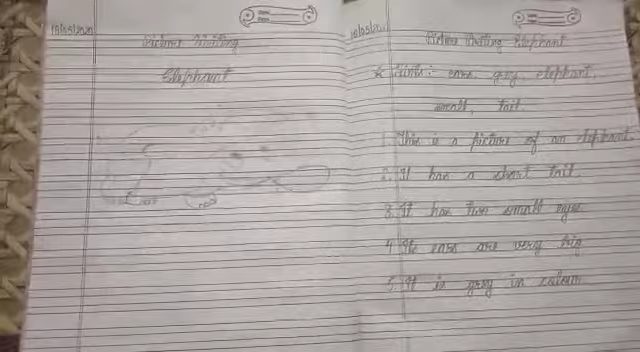 Picture Writing
Elephant
Picture Writing Elephant
Hints : ears, grey, elephant,
small, tail.
1. This is a picture of an elephant.
2. It has a short tail.
3. It has two small eyes
4. The ears are very big
5. It is grey in colour